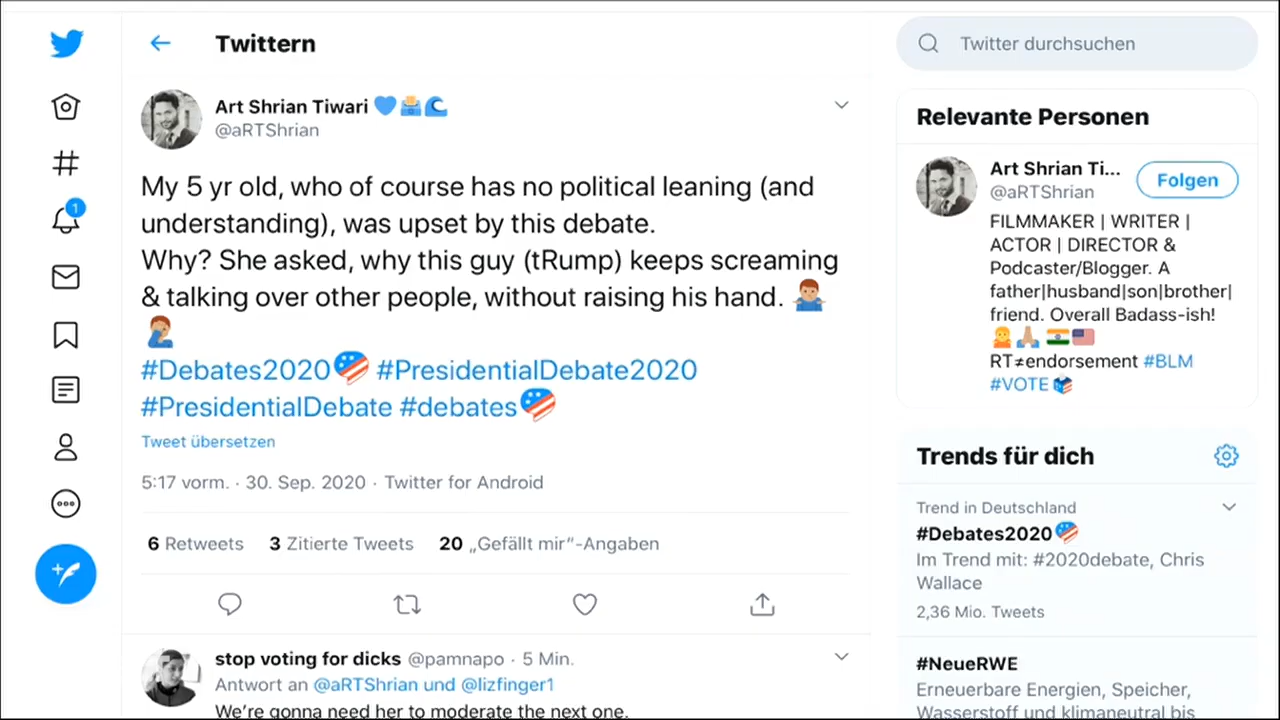 Twittern
Art Shrian Tiwari 💙🗳️🌊
@aRTShrian
My 5 yr old, who of course has no political leaning (and
understanding), was upset by this debate.
Why? She asked, why this guy (tRump) keeps screaming
& talking over other people, without raising his hand. 🤷🏽‍♂️
🤦🏽‍♂️
#Debates2020 #PresidentialDebate2020
#PresidentialDebate #debates
Tweet übersetzen
5:17 vorm. · 30. Sep. 2020 · Twitter for Android
6 Retweets 3 Zitierte Tweets 20 „Gefällt mir“-Angaben
stop voting for dicks @pamnapo · 5 Min.
Antwort an @aRTShrian und @lizfinger1
We're gonna need her to moderate the next one.
1
Twitter durchsuchen
Relevante Personen
Art Shrian Ti...
@aRTShrian
Folgen
FILMMAKER | WRITER |
ACTOR | DIRECTOR &
Podcaster/Blogger. A
father|husband|son|brother|
friend. Overall Badass-ish!
🙏🏽 🇮🇳🇺🇸
RT≠endorsement #BLM
#VOTE
Trends für dich
Trend in Deutschland
#Debates2020
Im Trend mit: #2020debate, Chris
Wallace
2,36 Mio. Tweets
#NeueRWE
Erneuerbare Energien, Speicher,
Wasserstoff und klimaneutral bis